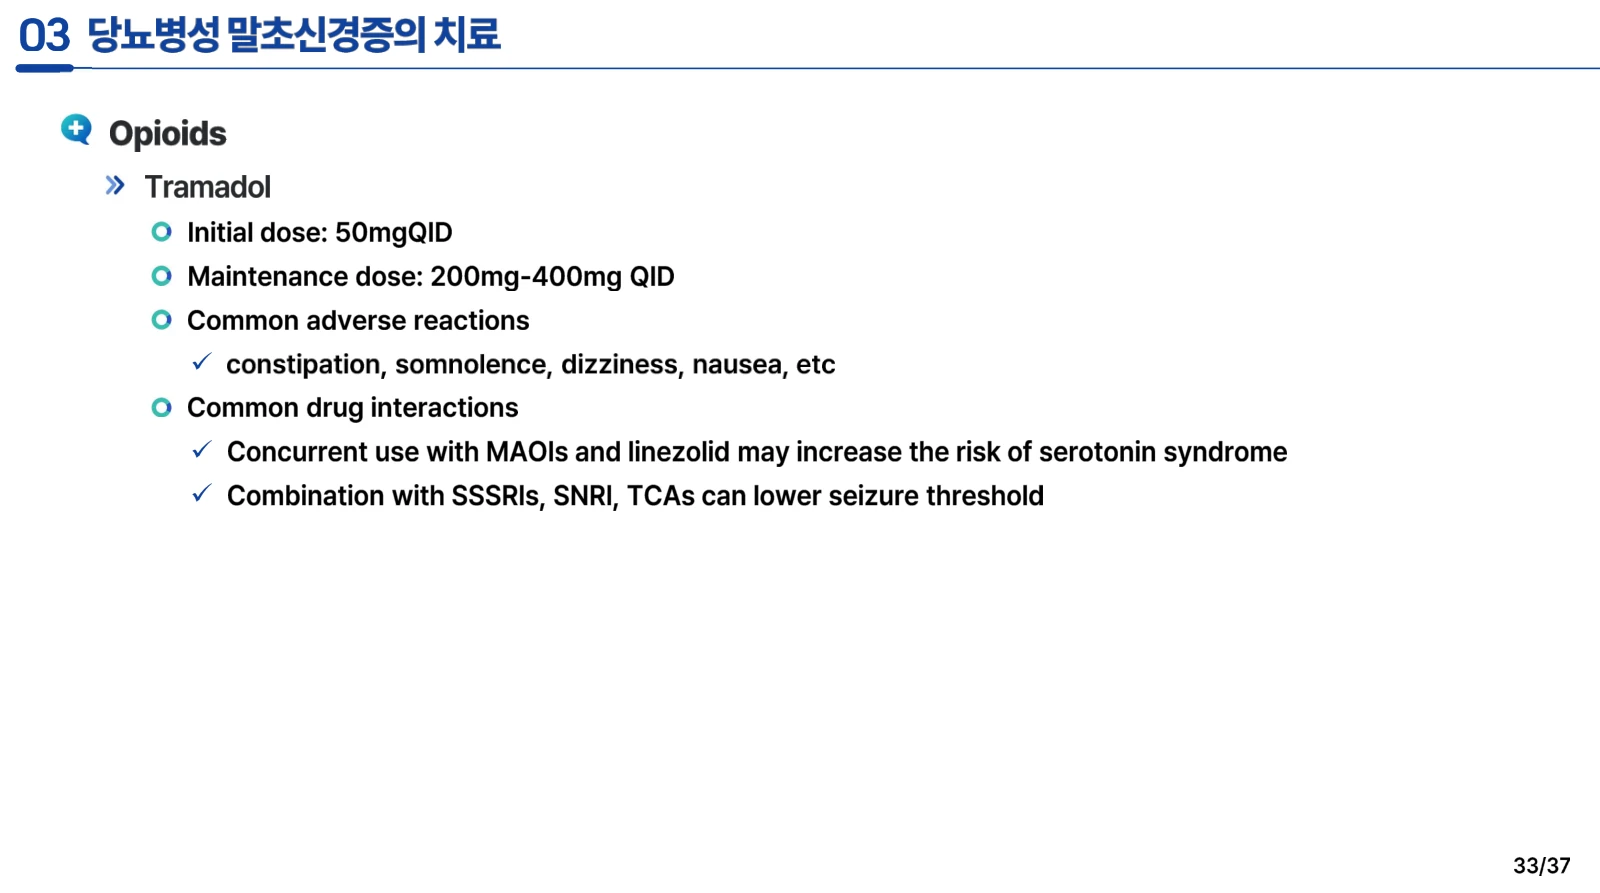 03 당뇨병성 말초신경증의 치료
Opioids
Tramadol
Initial dose: 50mgQID
Maintenance dose: 200mg-400mg QID
Common adverse reactions
constipation, somnolence, dizziness, nausea, etc
Common drug interactions
Concurrent use with MAOIs and linezolid may increase the risk of serotonin syndrome
Combination with SSSRIs, SNRI, TCAs can lower seizure threshold
33/37